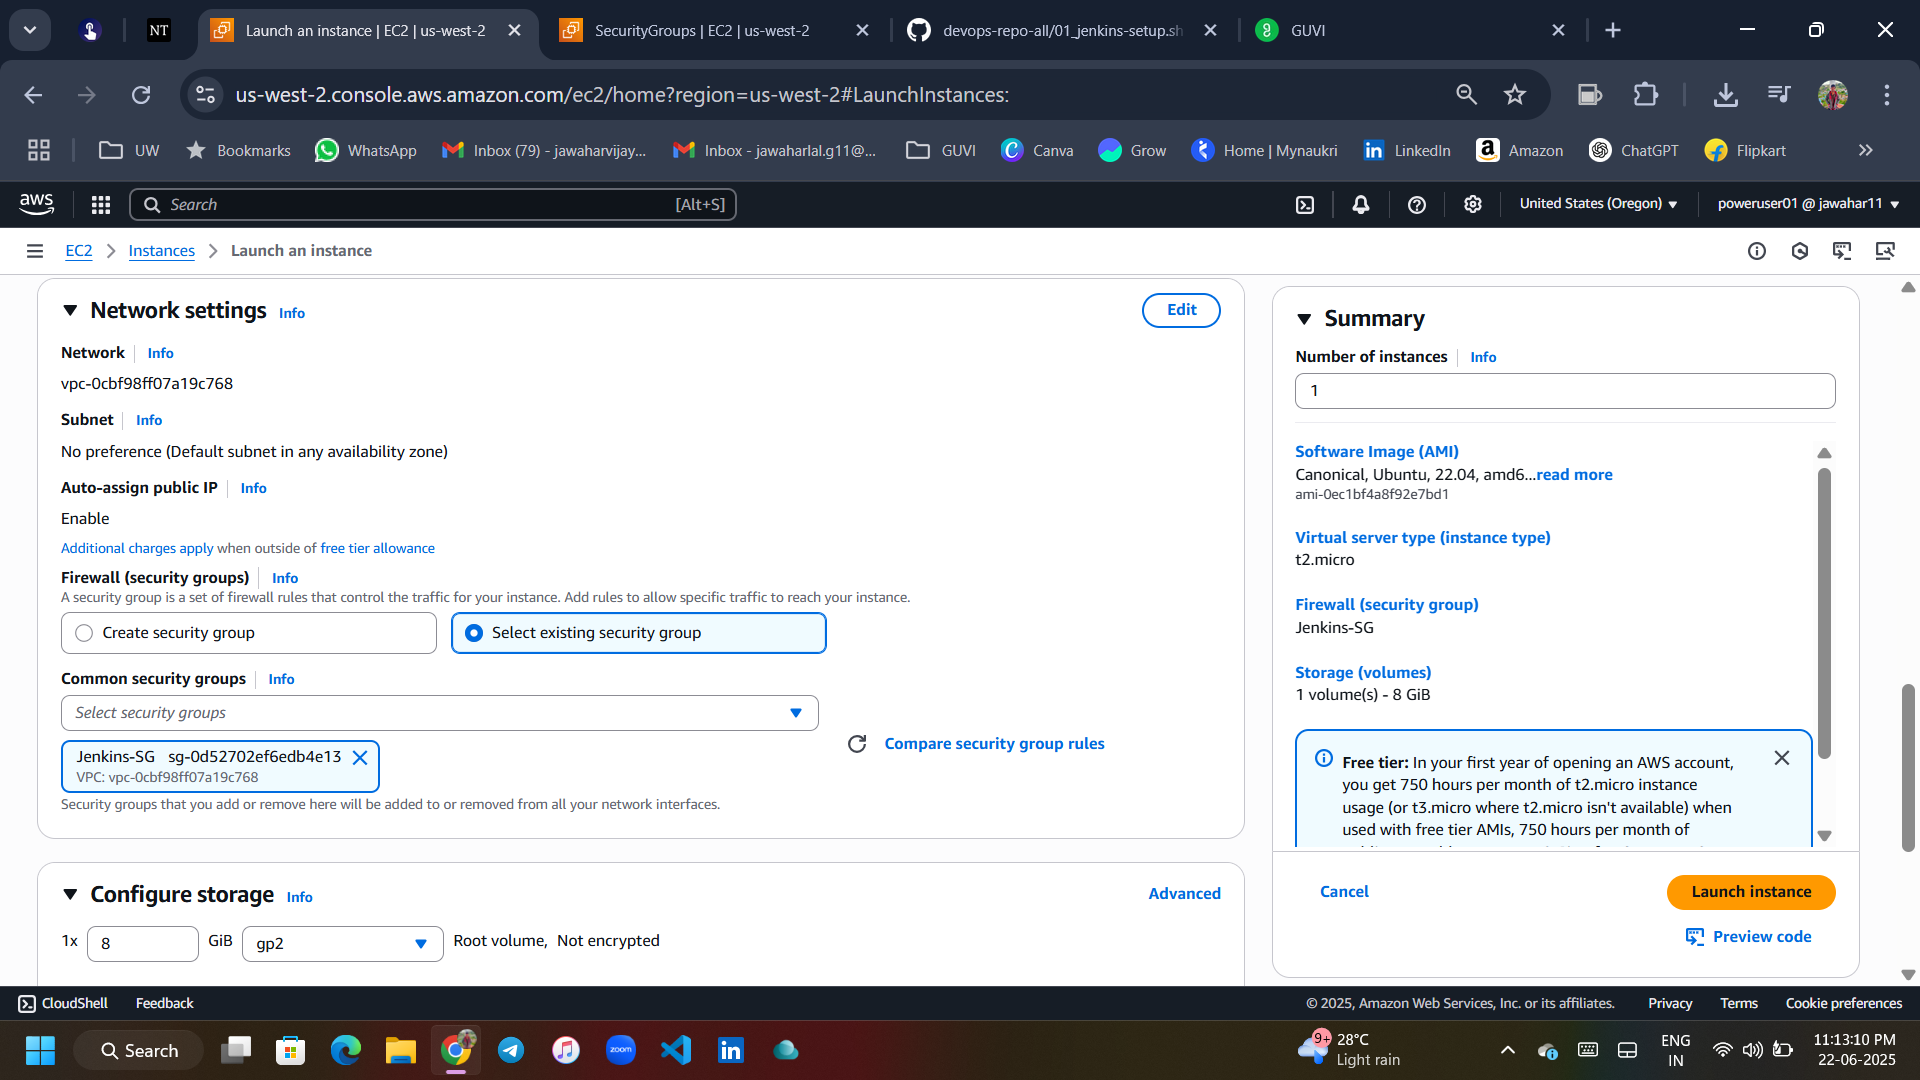 NT
Launch an instance | EC2 | us-west-2
SecurityGroups | EC2 | us-west-2
devops-repo-all/01_jenkins-setup.sh
GUVI
us-west-2.console.aws.amazon.com/ec2/home?region=us-west-2#LaunchInstances:
UW
Bookmarks
WhatsApp
Inbox (79) - jawaharvijay...
Inbox - jawaharlal.g11@...
GUVI
Canva
Grow
Home | Mynaukri
LinkedIn
Amazon
ChatGPT
Flipkart
aws
Search
[Alt+S]
United States (Oregon)
poweruser01 @ jawahar11
EC2
Instances
Launch an instance
Network settings Info
Edit
Network Info
vpc-0cbf98ff07a19c768
Subnet Info
No preference (Default subnet in any availability zone)
Auto-assign public IP Info
Enable
Additional charges apply when outside of free tier allowance
Firewall (security groups) Info
A security group is a set of firewall rules that control the traffic for your instance. Add rules to allow specific traffic to reach your instance.
Create security group
Select existing security group
Common security groups Info
Select security groups
Jenkins-SG sg-0d52702ef6edb4e13
VPC: vpc-0cbf98ff07a19c768
Compare security group rules
Security groups that you add or remove here will be added to or removed from all your network interfaces.
Configure storage Info
Advanced
1x 8 GiB gp2 Root volume, Not encrypted
Summary
Number of instances Info
1
Software Image (AMI)
Canonical, Ubuntu, 22.04, amd6...read more
ami-0ec1bf4a8f92e7bd1
Virtual server type (instance type)
t2.micro
Firewall (security group)
Jenkins-SG
Storage (volumes)
1 volume(s) - 8 GiB
Free tier: In your first year of opening an AWS account,
you get 750 hours per month of t2.micro instance
usage (or t3.micro where t2.micro isn't available) when
used with free tier AMIs, 750 hours per month of
Cancel
Launch instance
Preview code
CloudShell
Feedback
© 2025, Amazon Web Services, Inc. or its affiliates.
Privacy
Terms
Cookie preferences
Search
zoom
9+
28°C
Light rain
ENG
IN
11:13:10 PM
22-06-2025